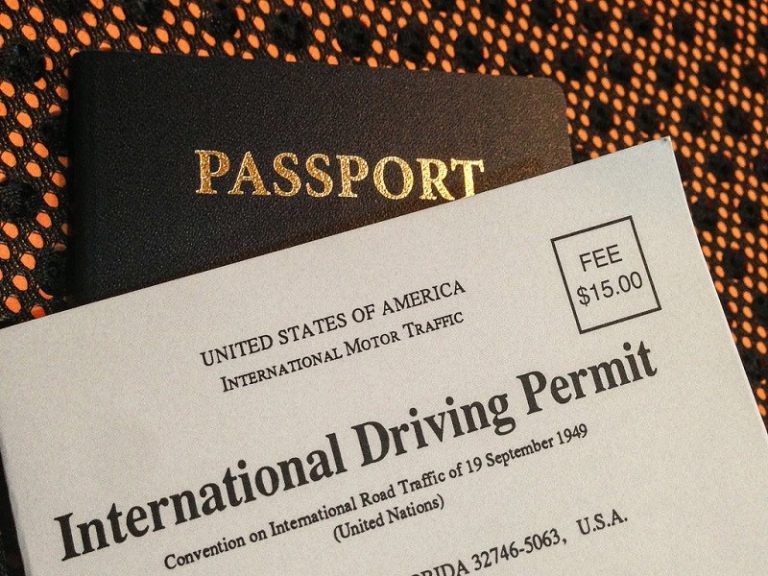 PASSPORT
FEE
$15.00
UNITED STATES OF AMERICA
INTERNATIONAL MOTOR TRAFFIC
International Driving Permit
Convention on International Road Traffic of 19 September 1949
(United Nations)
32746-5063, U.S.A.